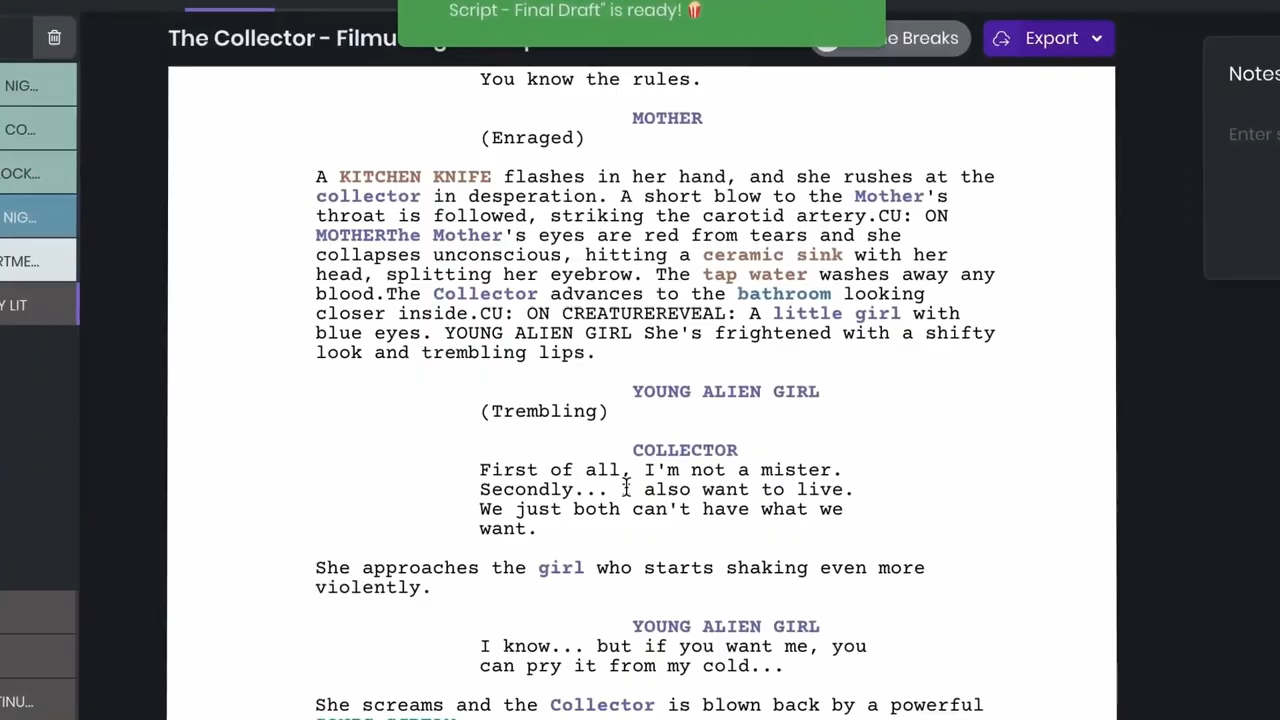 Script - Final Draft" is ready! 🍿
The Collector - Filmu
e Breaks
Export
Notes
Enter
NIG...
CO...
LOCK...
NIG...
RTME...
Y LIT
TINU...
You know the rules.
MOTHER
(Enraged)
A KITCHEN KNIFE flashes in her hand, and she rushes at the
collector in desperation. A short blow to the Mother's
throat is followed, striking the carotid artery.CU: ON
MOTHERThe Mother's eyes are red from tears and she
collapses unconscious, hitting a ceramic sink with her
head, splitting her eyebrow. The tap water washes away any
blood.The Collector advances to the bathroom looking
closer inside.CU: ON CREATUREREVEAL: A little girl with
blue eyes. YOUNG ALIEN GIRL She's frightened with a shifty
look and trembling lips.
YOUNG ALIEN GIRL
(Trembling)
COLLECTOR
First of all, I'm not a mister.
Secondly... I also want to live.
We just both can't have what we
want.
She approaches the girl who starts shaking even more
violently.
YOUNG ALIEN GIRL
I know... but if you want me, you
can pry it from my cold...
She screams and the Collector is blown back by a powerful